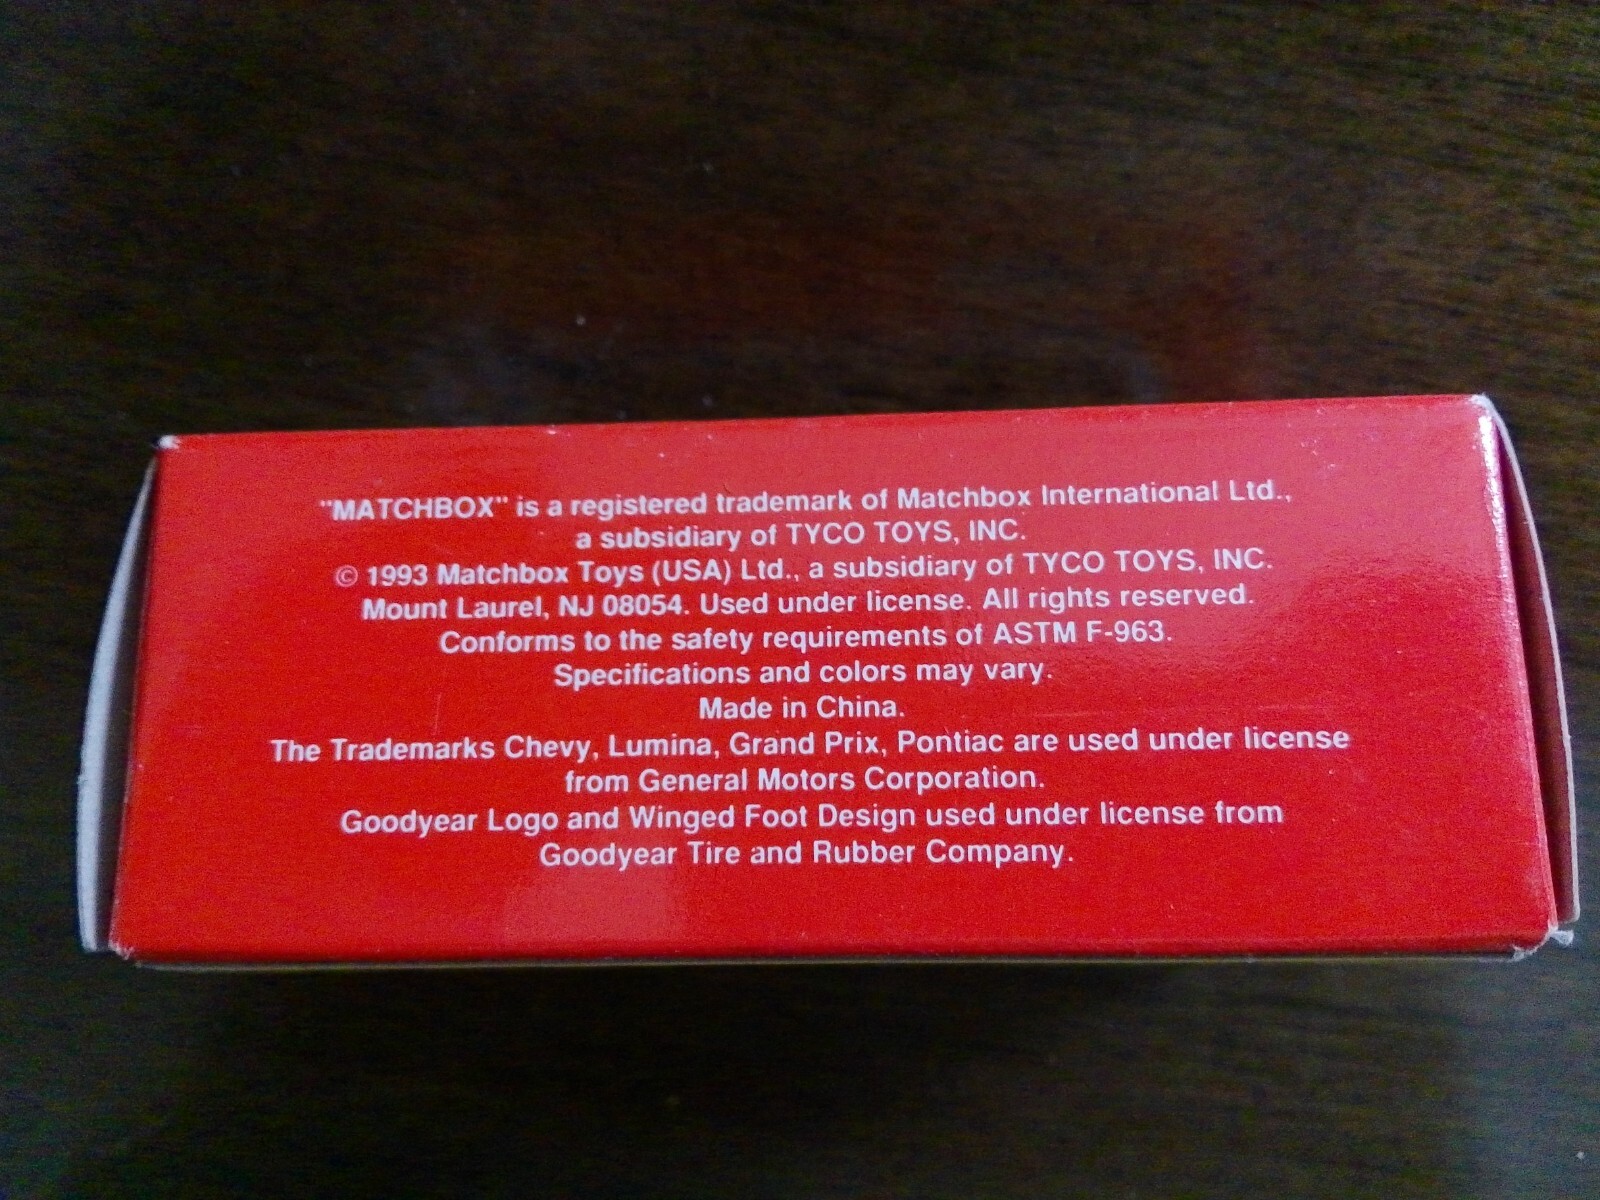 "MATCHBOX" is a registered trademark of Matchbox International Ltd.,
a subsidiary of TYCO TOYS, INC.
© 1993 Matchbox Toys (USA) Ltd., a subsidiary of TYCO TOYS, INC.
Mount Laurel, NJ 08054. Used under license. All rights reserved.
Conforms to the safety requirements of ASTM F-963.
Specifications and colors may vary.
Made in China.
The Trademarks Chevy, Lumina, Grand Prix, Pontiac are used under license
from General Motors Corporation.
Goodyear Logo and Winged Foot Design used under license from
Goodyear Tire and Rubber Company.